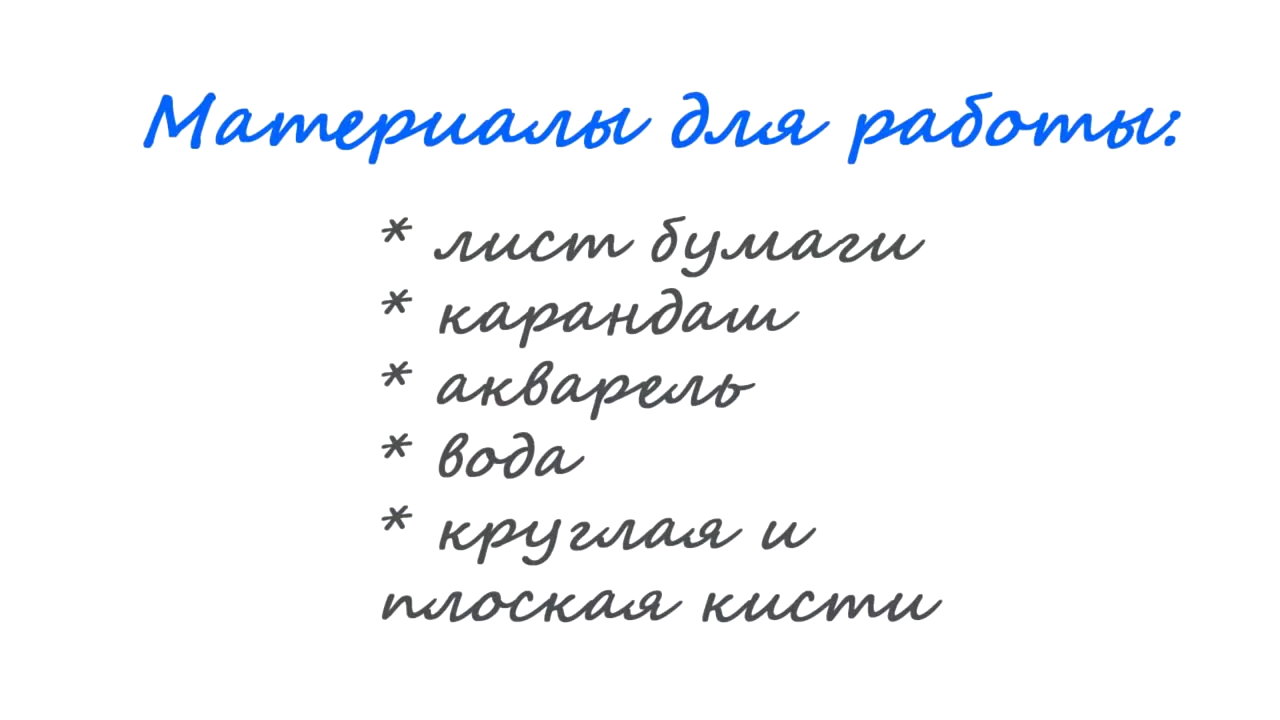 Материалы для работы:
* лист бумаги
* карандаш
* акварель
* вода
* круглая и
плоская кисти